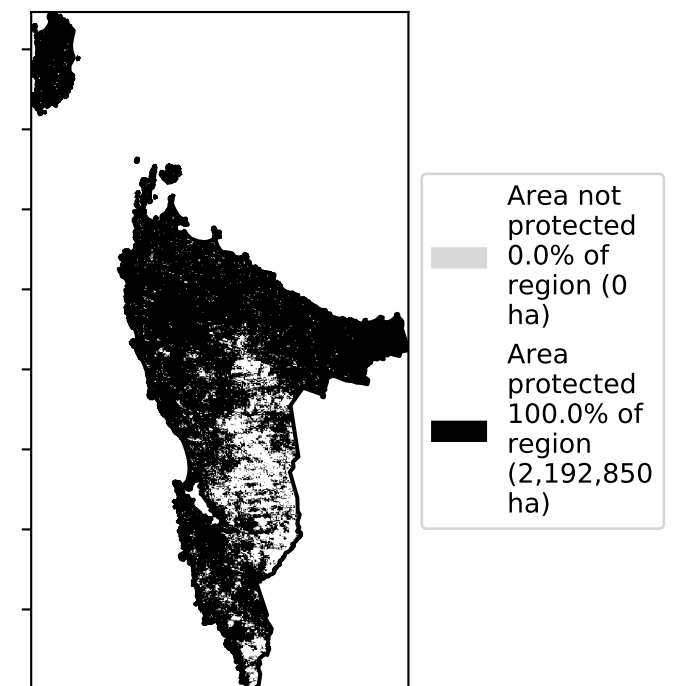 Area not
protected
0.0% of
region (0
ha)
Area
protected
100.0% of
region
(2,192,850
ha)